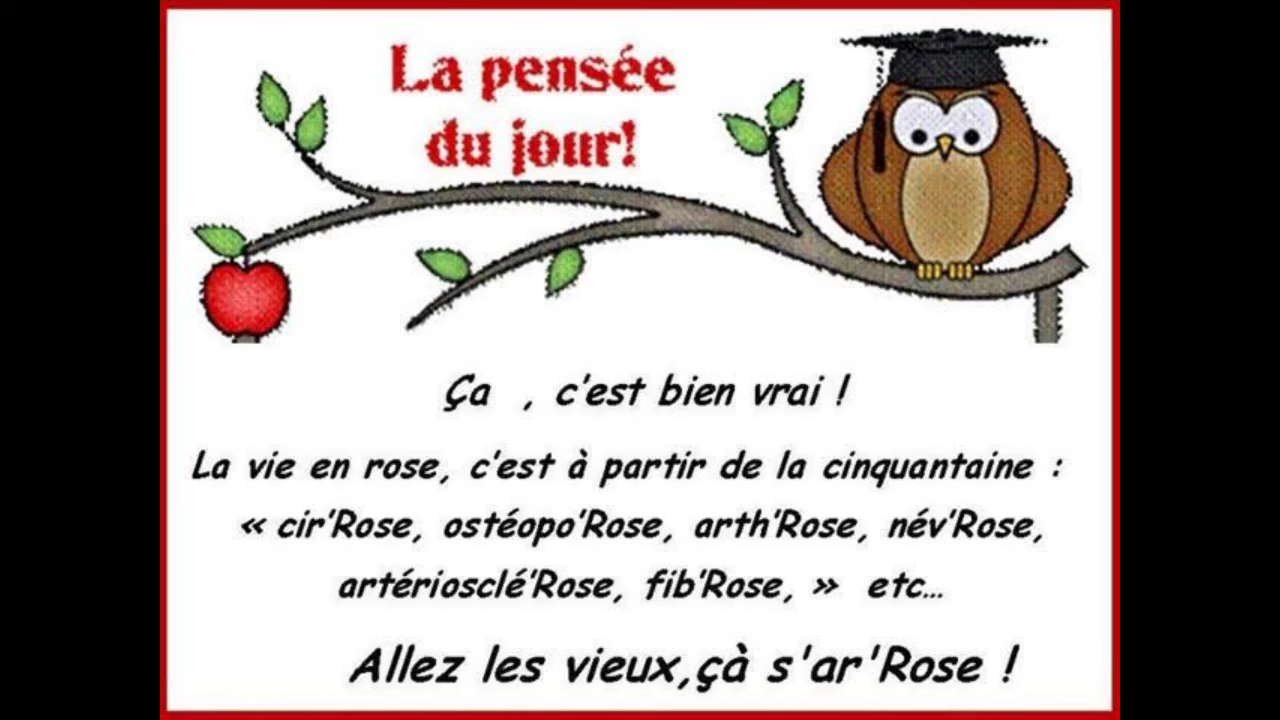 La pensée
du jour!
Ça , c'est bien vrai !
La vie en rose, c'est à partir de la cinquantaine :
« cir'Rose, ostéopo'Rose, arth'Rose, név'Rose,
artériosclé'Rose, fib'Rose, » etc…
Allez les vieux,çà s'ar'Rose !